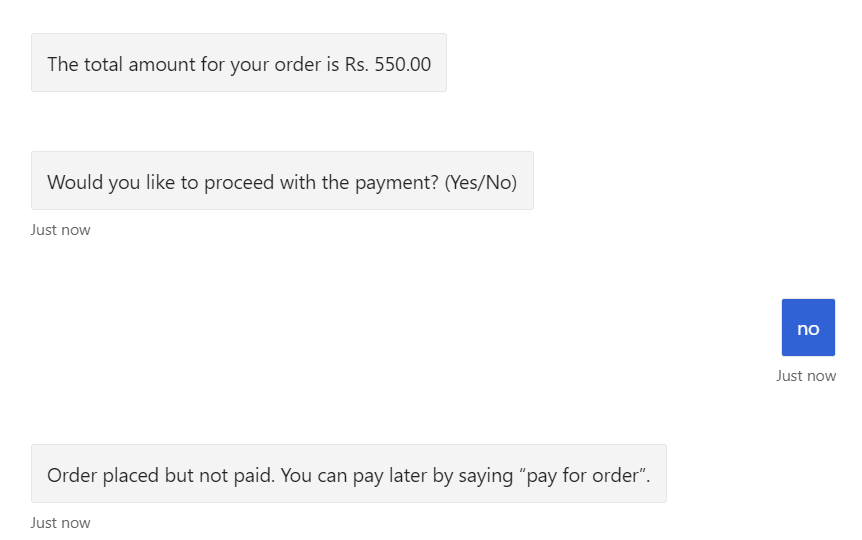 The total amount for your order is Rs. 550.00
Would you like to proceed with the payment? (Yes/No)
Just now
no
Just now
Order placed but not paid. You can pay later by saying “pay for order”.
Just now